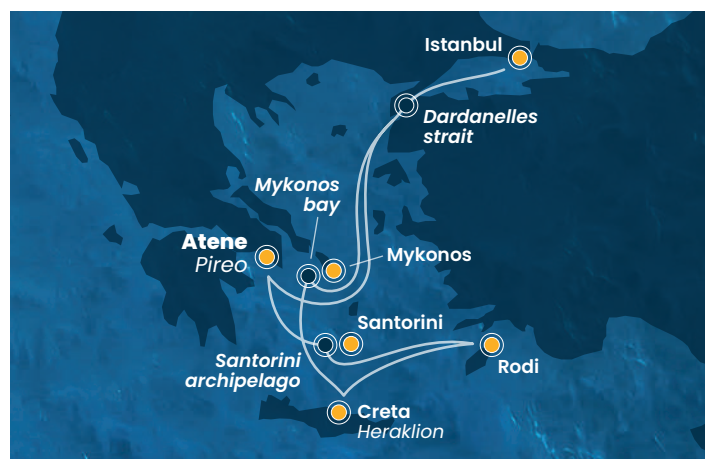 Istanbul
Dardanelles
strait
Mykonos
bay
Atene
Pireo
Mykonos
Santorini
Santorini
archipelago
Rodi
Creta
Heraklion